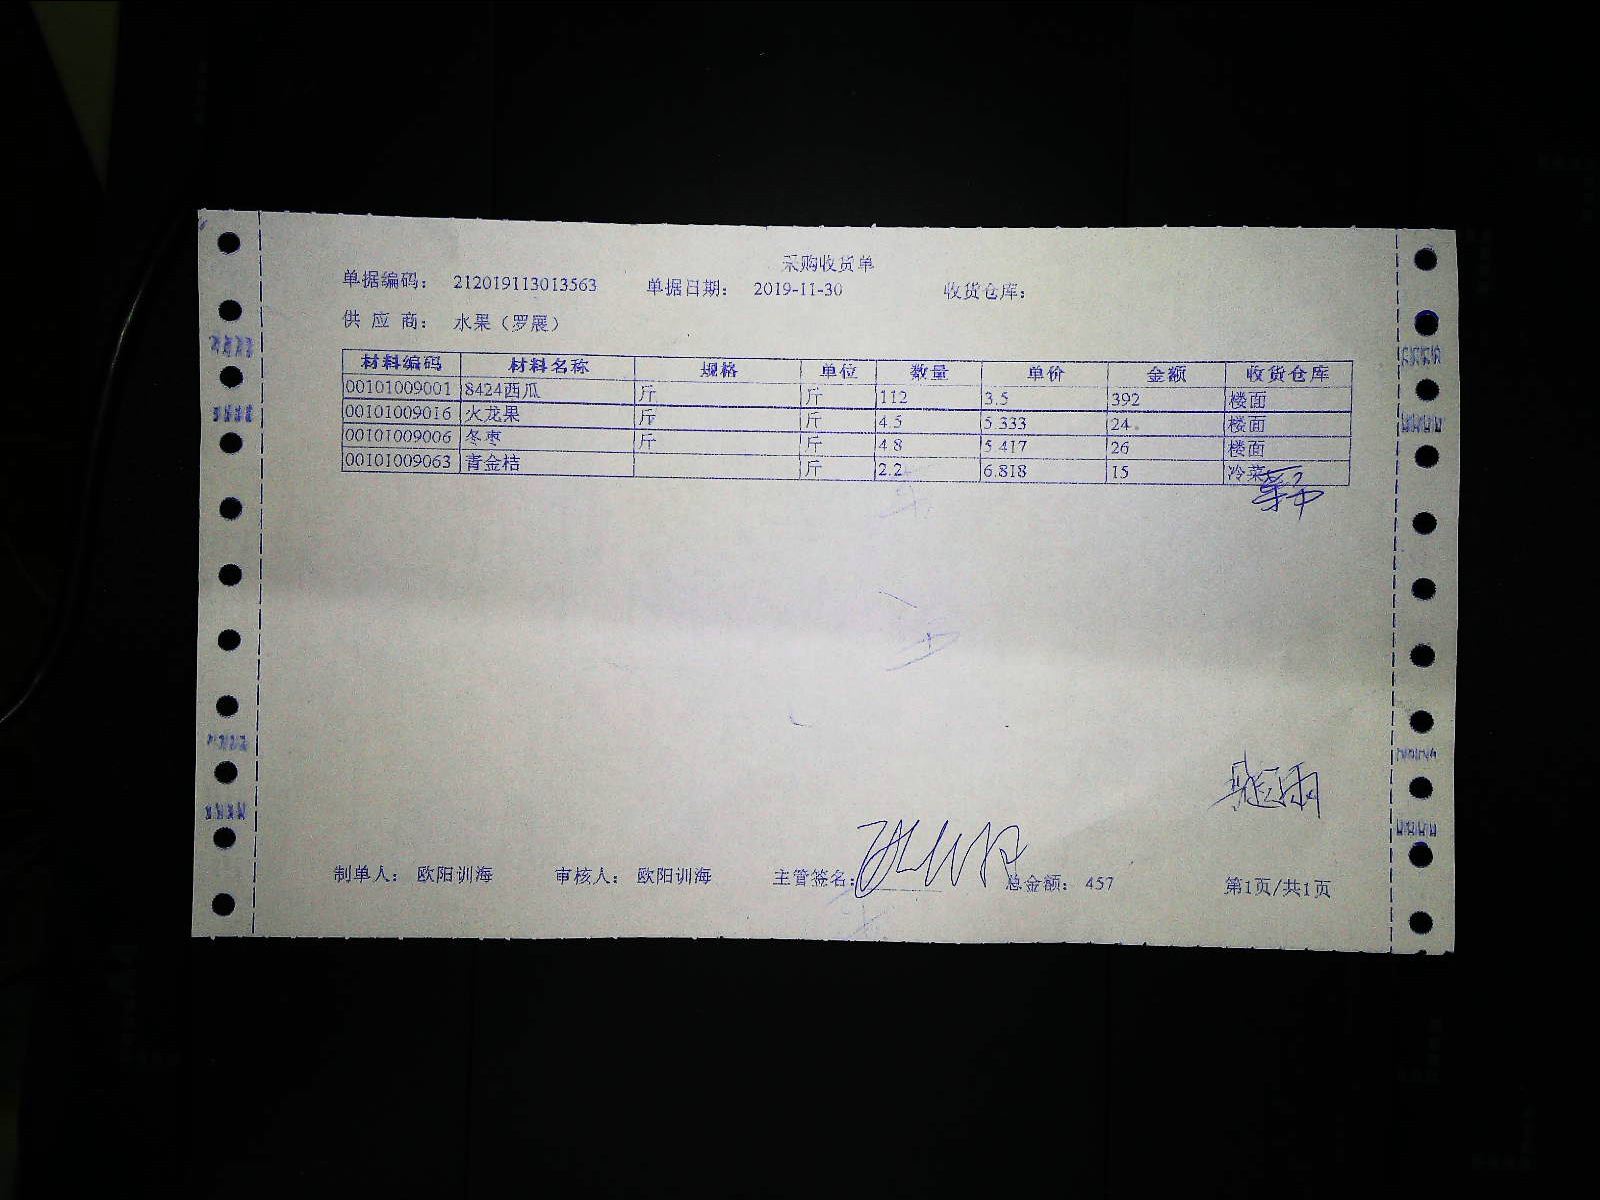 采购收货单
单据编码： 212019113013563 单据日期： 2019-11-30 收货仓库：
供 应 商： 水果（罗展）
材料编码 材料名称 规格 单位 数量 单价 金额 收货仓库
00101009001 8424西瓜 斤 斤 112 3.5 392 楼面
00101009016 火龙果 斤 斤 4.5 5.333 24 楼面
00101009006 冬枣 斤 斤 4.8 5.417 26 楼面
00101009063 青金桔 斤 2.2 6.818 15 冷菜
制单人： 欧阳训海 审核人： 欧阳训海 主管签名： 总金额： 457 第1页/共1页